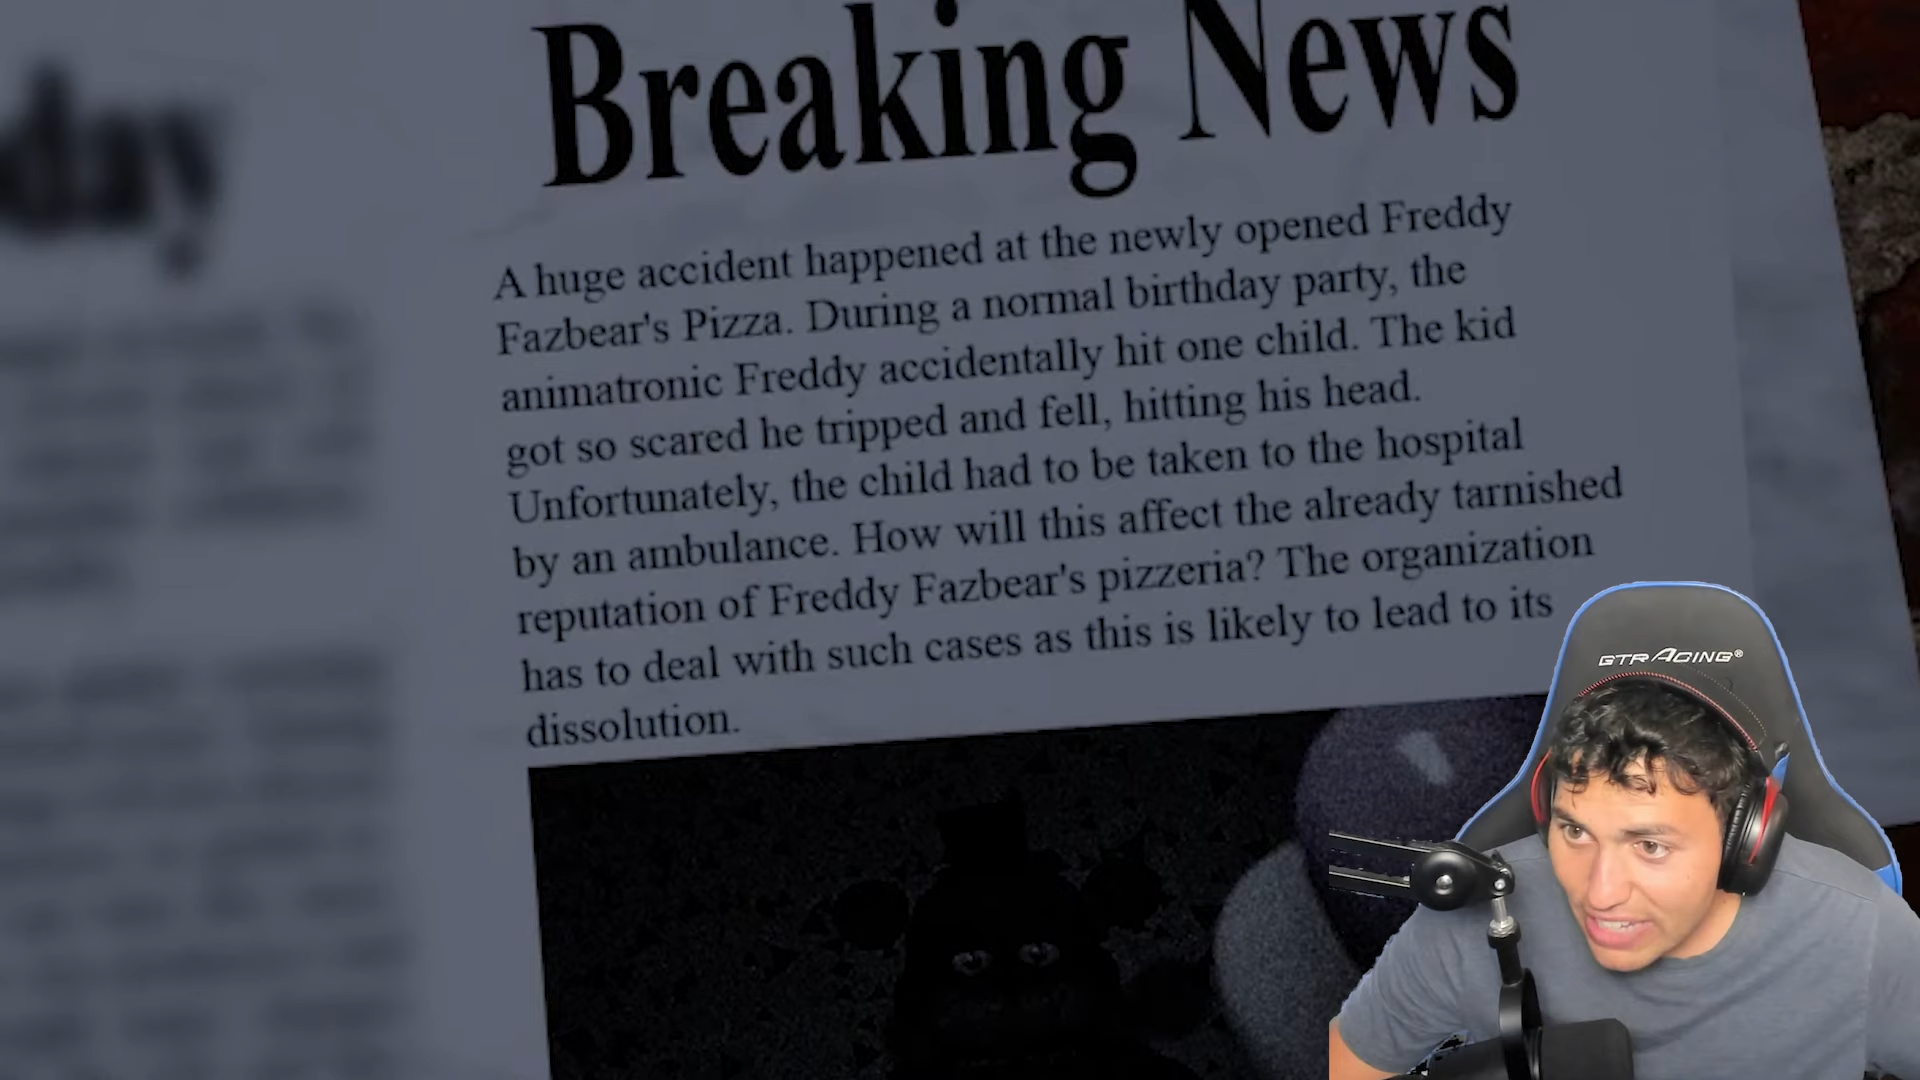 day
Breaking News
A huge accident happened at the newly opened Freddy
Fazbear's Pizza. During a normal birthday party, the
animatronic Freddy accidentally hit one child. The kid
got so scared he tripped and fell, hitting his head.
Unfortunately, the child had to be taken to the hospital
by an ambulance. How will this affect the already tarnished
reputation of Freddy Fazbear's pizzeria? The organization
has to deal with such cases as this is likely to lead to its
dissolution.
GTRACING®